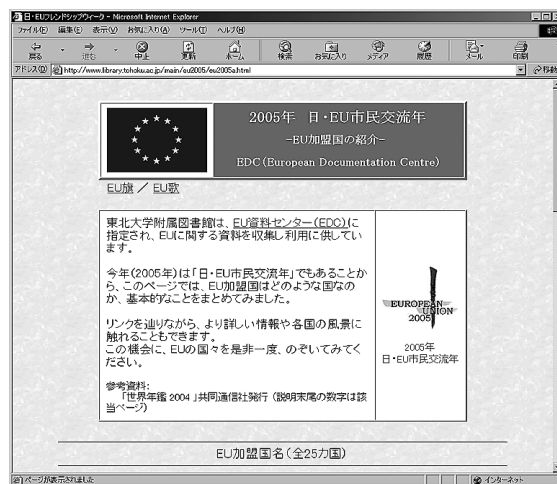 日・EUフレンドシップウィーク - Microsoft Internet Explorer
ファイル(F) 編集(E) 表示(V) お気に入り(A) ツール(T) ヘルプ(H)
戻る 進む 中止 更新 ホーム 検索 お気に入り メディア 履歴 メール 印刷
アドレス(D) http://www.library.tohoku.ac.jp/main/eu2005/eu2005a.html 移動
2005年 日・EU市民交流年
-EU加盟国の紹介-
EDC(European Documentation Centre)
EU旗 / EU歌
東北大学附属図書館は、EU資料センター(EDC)に
指定され、EUに関する資料を収集し利用に供してい
ます。
今年(2005年)は「日・EU市民交流年」でもあることか
ら、このページでは、EU加盟国はどのような国なの
か、基本的なことをまとめてみました。
リンクを辿りながら、より詳しい情報や各国の風景に
触れることもできます。
この機会に、EUの国々を是非一度、のぞいてみてく
ださい。
参考資料:
「世界年鑑 2004 」共同通信社発行 (説明末尾の数字は該
当ページ)
EUROPEAN
UNION
2005
2005年
日・EU市民交流年
EU加盟国名(全25カ国)
ページが表示されました
インターネット